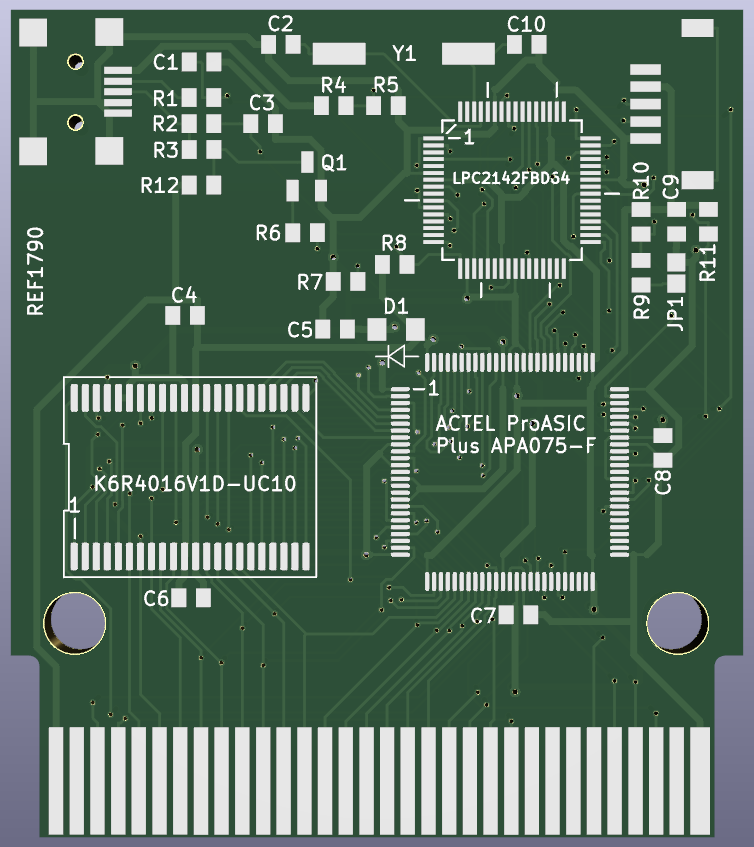 C2
C10
Y1
C1
R4
R5
R1
C3
R2
1
R3
Q1
R12
LPC2142FBD64
R10
C9
REF1790
R6
R8
R11
R7
C4
D1
R9
JP1
C5
1
ACTEL ProASIC
Plus APA075-F
K6R4016V1D-UC10
C8
1
C6
C7